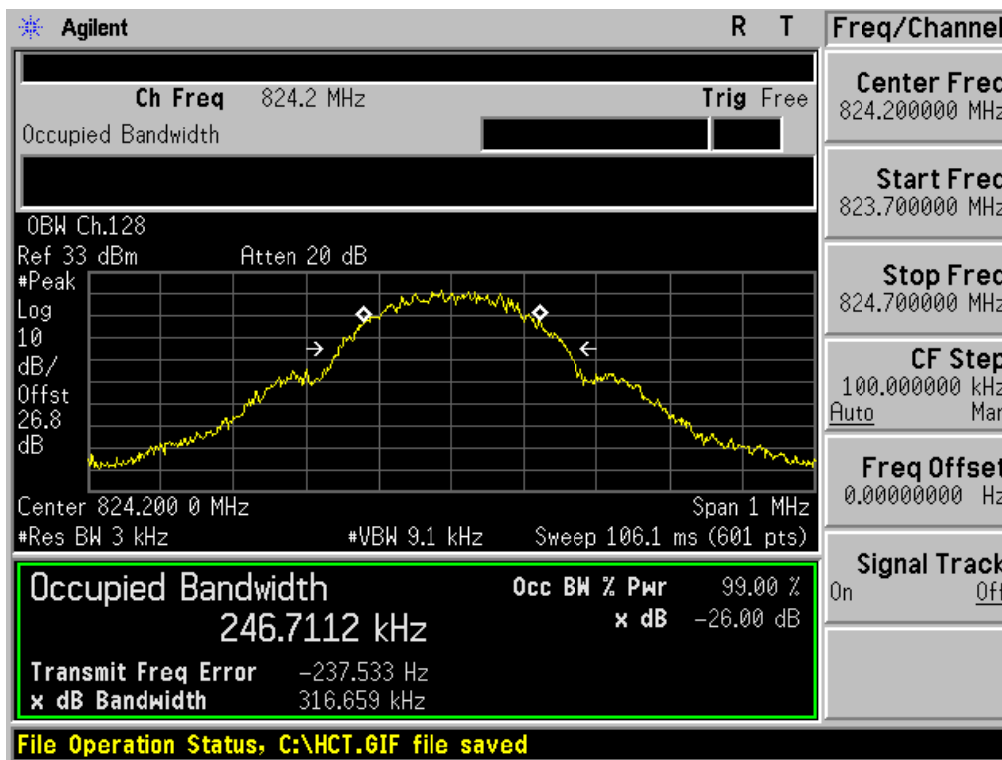 Agilent R T
Ch Freq 824.2 MHz Trig Free
Occupied Bandwidth
OBW Ch.128
Ref 33 dBm Atten 20 dB
#Peak
Log
10
dB/
Offst
26.8
dB
Center 824.200 0 MHz Span 1 MHz
#Res BW 3 kHz #VBW 9.1 kHz Sweep 106.1 ms (601 pts)
Occupied Bandwidth
246.7112 kHz
Occ BW % Pwr 99.00 %
x dB -26.00 dB
Transmit Freq Error -237.533 Hz
x dB Bandwidth 316.659 kHz
File Operation Status, C:\HCT.GIF file saved
Freq/Channel
Center Freq
824.200000 MHz
Start Freq
823.700000 MHz
Stop Freq
824.700000 MHz
CF Step
100.000000 kHz
Auto Man
Freq Offset
0.00000000 Hz
Signal Track
On Off